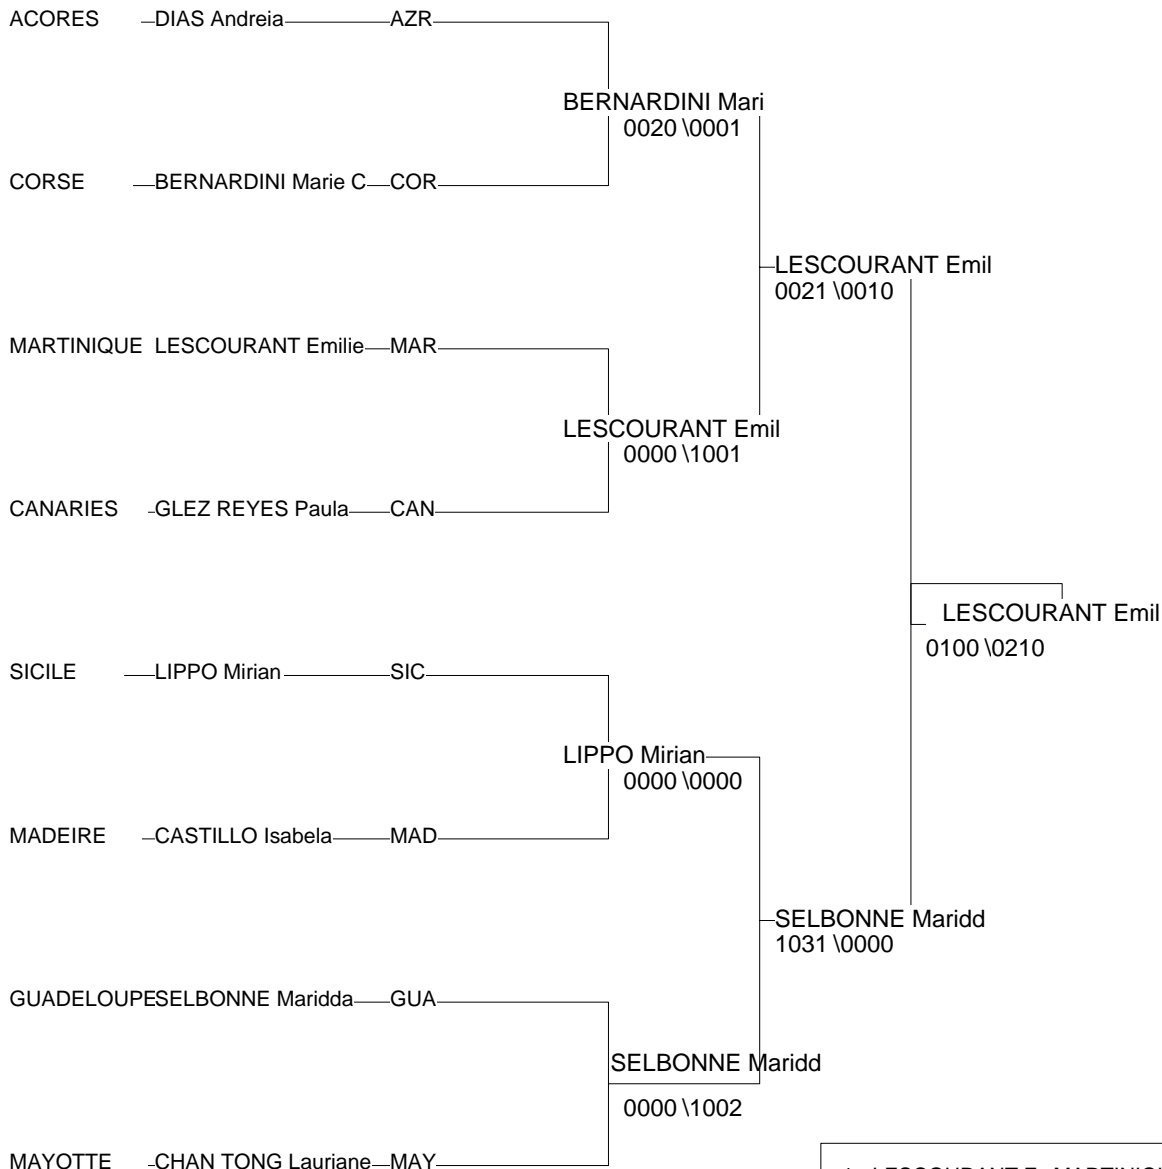 ACORES DIAS Andreia AZR
BERNARDINI Mari
0020 \0001
CORSE BERNARDINI Marie C COR
LESCOURANT Emil
0021 \0010
MARTINIQUE LESCOURANT Emilie MAR
LESCOURANT Emil
0000 \1001
CANARIES GLEZ REYES Paula CAN
LESCOURANT Emil
0100 \0210
SICILE LIPPO Mirian SIC
LIPPO Mirian
0000 \0000
MADEIRE CASTILLO Isabela MAD
SELBONNE Maridd
1031 \0000
GUADELOUPE SELBONNE Maridda GUA
SELBONNE Maridd
0000 \1002
MAYOTTE CHAN TONG Lauriane MAY